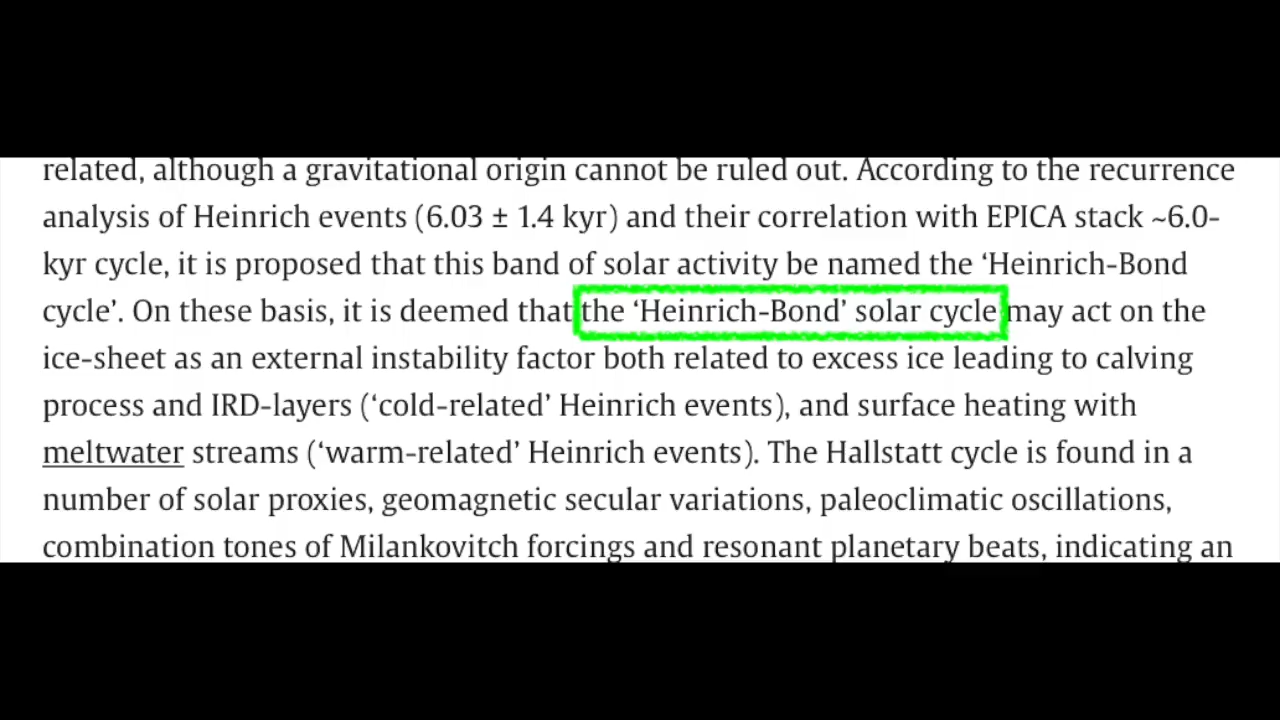 related, although a gravitational origin cannot be ruled out. According to the recurrence
analysis of Heinrich events (6.03 ± 1.4 kyr) and their correlation with EPICA stack ~6.0-
kyr cycle, it is proposed that this band of solar activity be named the ‘Heinrich-Bond
cycle’. On these basis, it is deemed that the ‘Heinrich-Bond’ solar cycle may act on the
ice-sheet as an external instability factor both related to excess ice leading to calving
process and IRD-layers (‘cold-related’ Heinrich events), and surface heating with
meltwater streams (‘warm-related’ Heinrich events). The Hallstatt cycle is found in a
number of solar proxies, geomagnetic secular variations, paleoclimatic oscillations,
combination tones of Milankovitch forcings and resonant planetary beats, indicating an